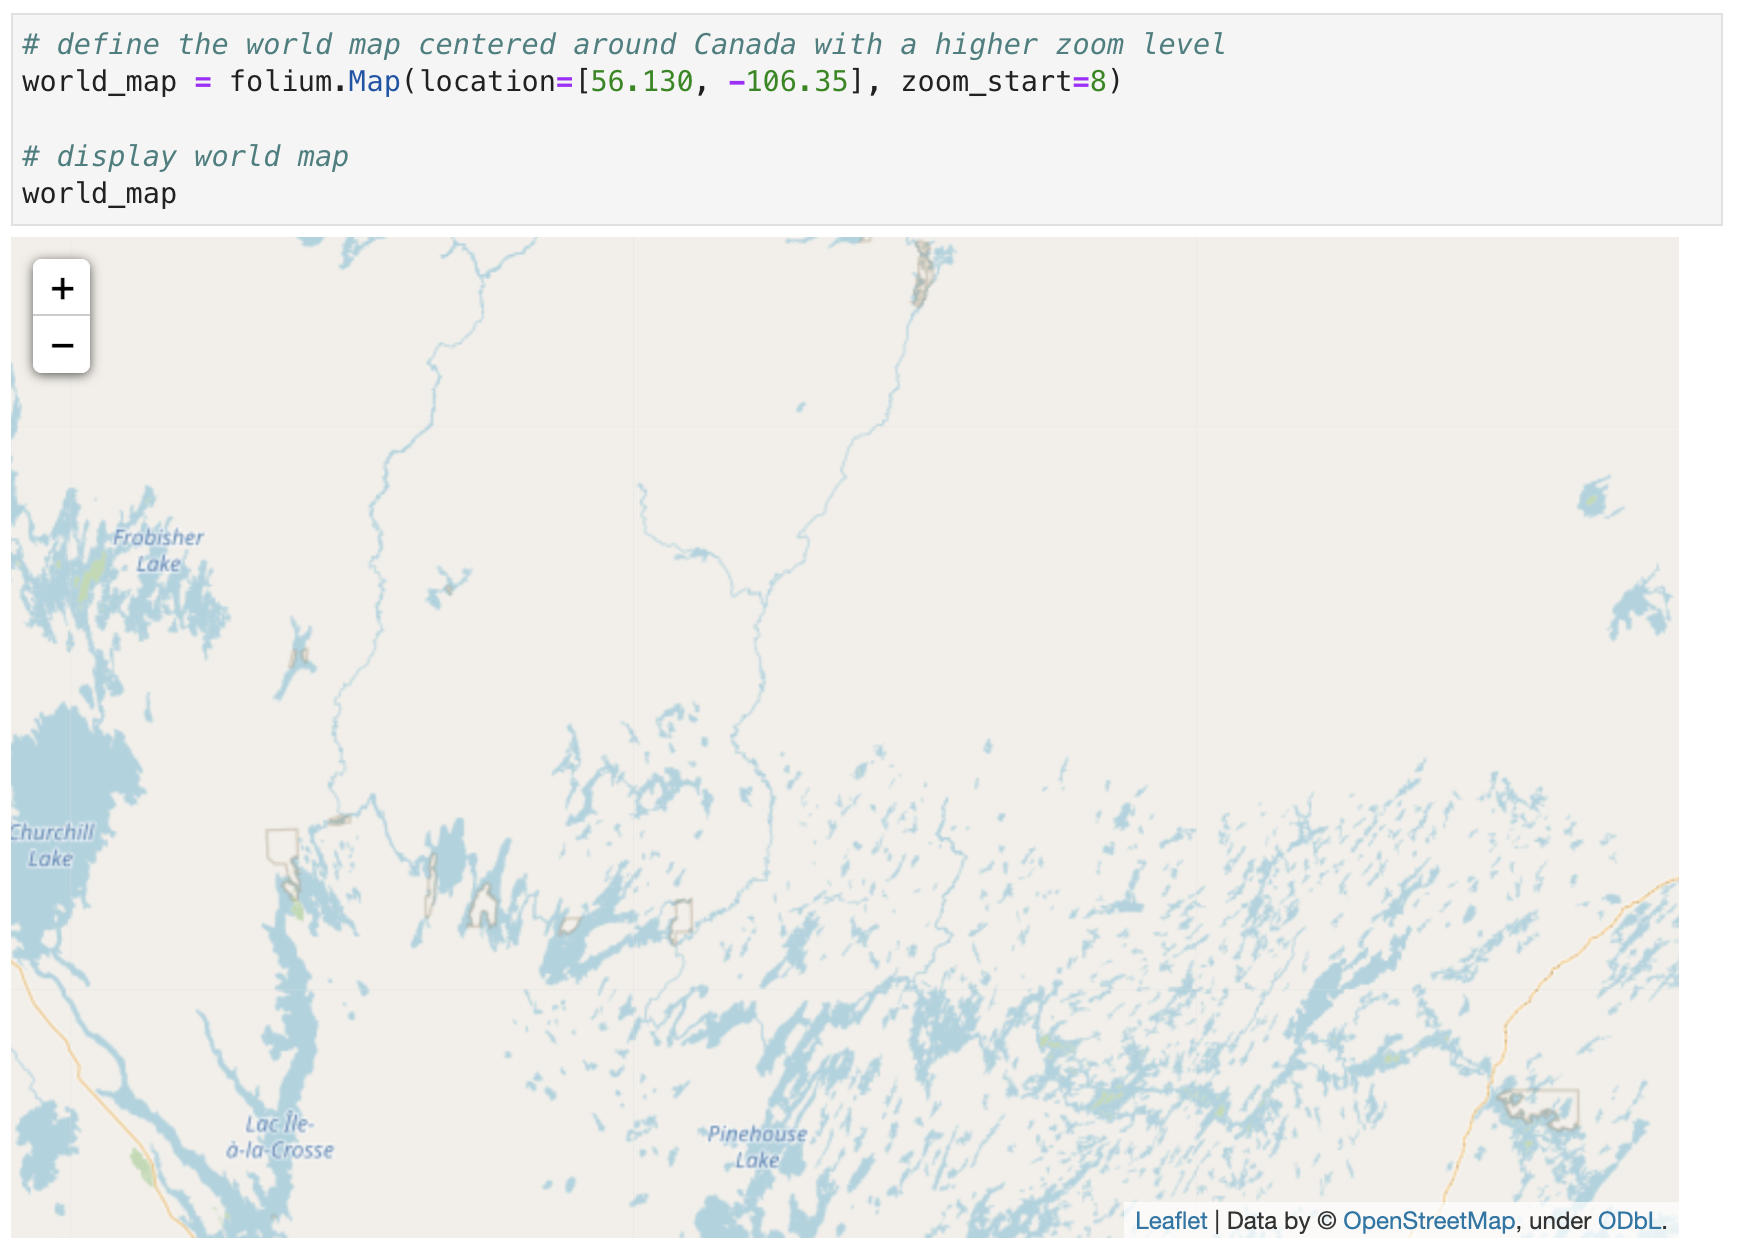 # define the world map centered around Canada with a higher zoom level
world_map = folium.Map(location=[56.130, -106.35], zoom_start=8)
# display world map
world_map
+
−
Frobisher
Lake
Churchill
Lake
Lac Île-
à-la-Crosse
Pinehouse
Lake
Leaflet | Data by © OpenStreetMap, under ODbL.